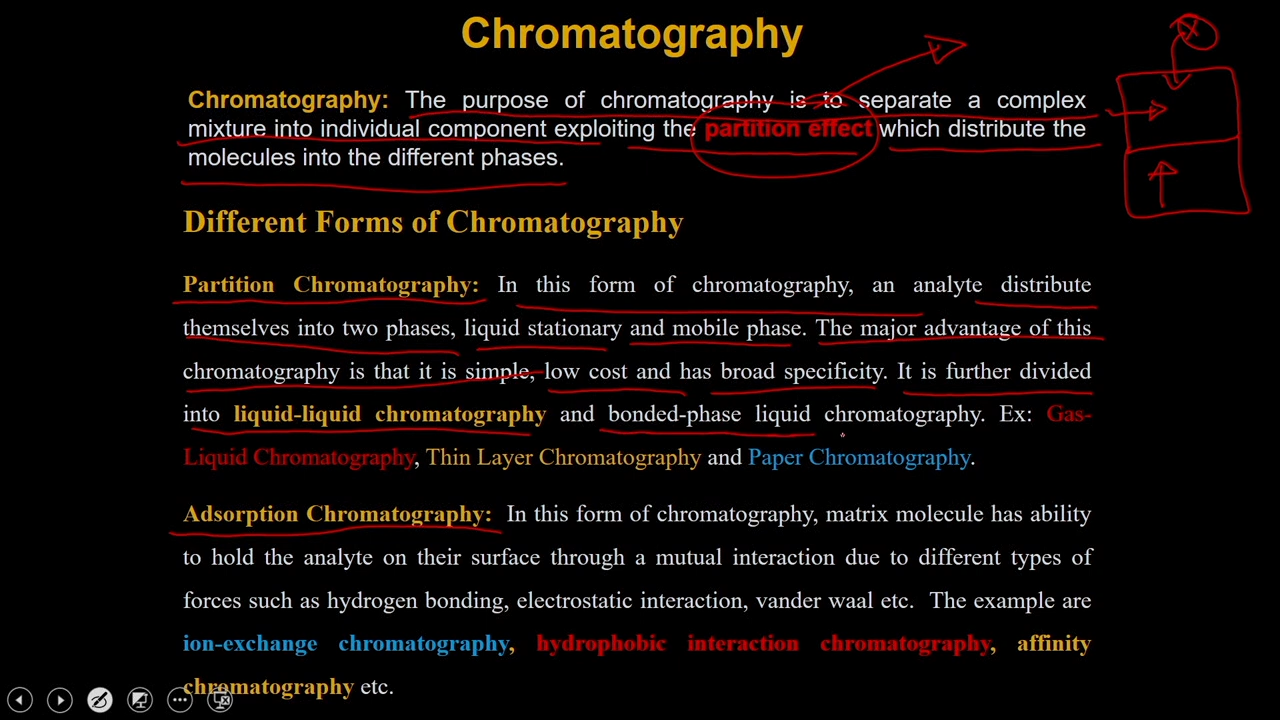 Chromatography
Chromatography: The purpose of chromatography is to separate a complex
mixture into individual component exploiting the partition effect which distribute the
molecules into the different phases.
Different Forms of Chromatography
Partition Chromatography: In this form of chromatography, an analyte distribute
themselves into two phases, liquid stationary and mobile phase. The major advantage of this
chromatography is that it is simple, low cost and has broad specificity. It is further divided
into liquid-liquid chromatography and bonded-phase liquid chromatography. Ex: Gas-
Liquid Chromatography, Thin Layer Chromatography and Paper Chromatography.
Adsorption Chromatography: In this form of chromatography, matrix molecule has ability
to hold the analyte on their surface through a mutual interaction due to different types of
forces such as hydrogen bonding, electrostatic interaction, vander waal etc. The example are
ion-exchange chromatography, hydrophobic interaction chromatography, affinity
chromatography etc.